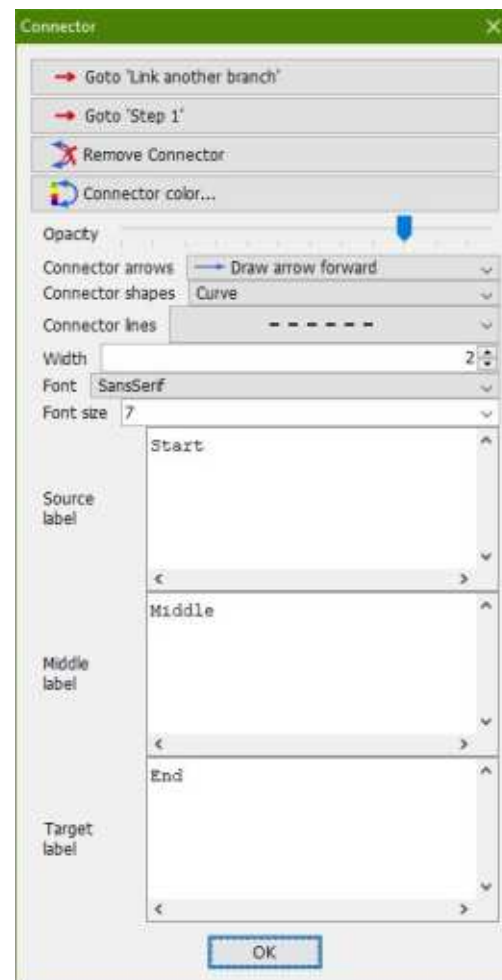 Connector
Goto 'Link another branch'
Goto 'Step 1'
Remove Connector
Connector color...
Opacity
Connector arrows Draw arrow forward
Connector shapes Curve
Connector lines
Width 2
Font SansSerif
Font size 7
Start
Source
label
Middle
Middle
label
End
Target
label
OK